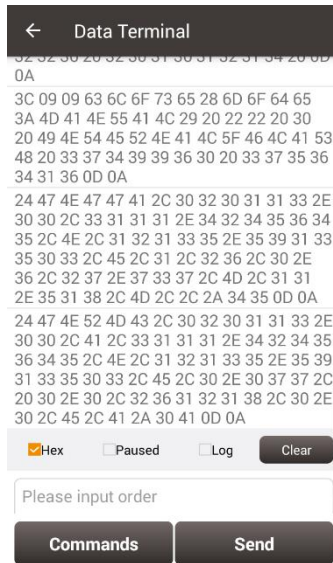 Data Terminal
0A
3C 09 09 63 6C 6F 73 65 28 6D 6F 64 65
3A 4D 41 4E 55 41 4C 29 20 22 22 20 30
20 49 4E 54 45 52 4E 41 4C 5F 46 4C 41 53
48 20 33 37 34 39 39 36 30 20 33 37 35 36
34 31 36 0D 0A
24 47 4E 47 47 41 2C 30 32 30 31 31 33 2E
30 30 2C 33 31 31 31 2E 34 32 34 35 36 34
35 2C 4E 2C 31 32 31 33 35 2E 35 39 31 33
35 30 33 2C 45 2C 31 2C 32 36 2C 30 2E
36 2C 32 37 2E 37 33 37 2C 4D 2C 31 31
2E 35 31 38 2C 4D 2C 2C 2A 34 35 0D 0A
24 47 4E 52 4D 43 2C 30 32 30 31 31 33 2E
30 30 2C 41 2C 33 31 31 31 2E 34 32 34 35
36 34 35 2C 4E 2C 31 32 31 33 35 2E 35 39
31 33 35 30 33 2C 45 2C 30 2E 30 37 37 2C
20 30 2E 30 2C 32 36 31 32 31 38 2C 30 2E
30 2C 45 2C 41 2A 30 41 0D 0A
Hex Paused Log Clear
Please input order
Commands Send